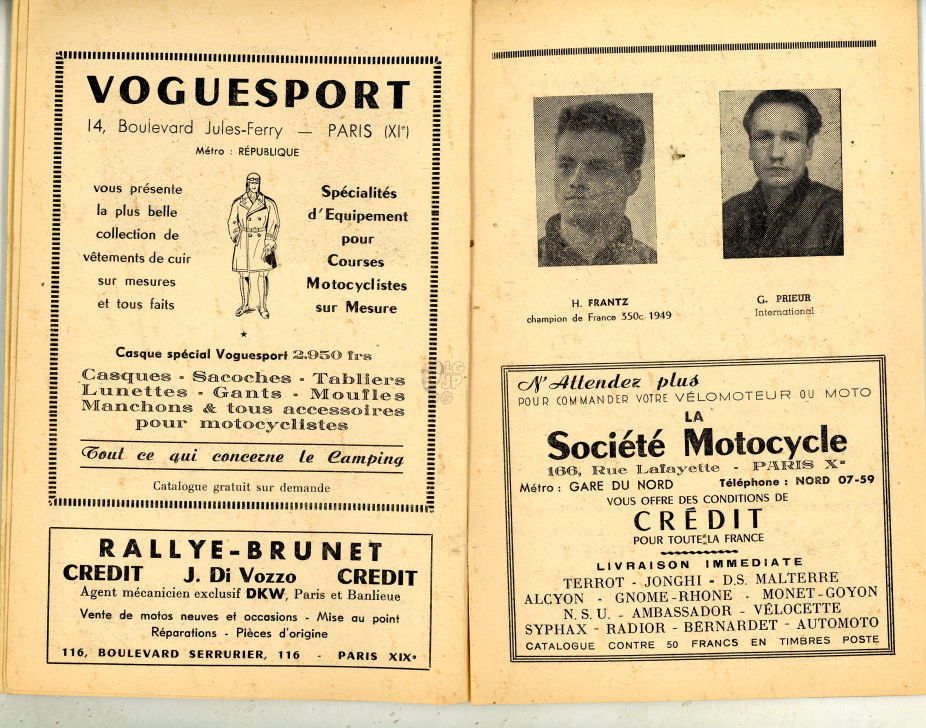 VOGUESPORT
14, Boulevard Jules-Ferry — PARIS (XIe)
Métro : RÉPUBLIQUE
vous présente
la plus belle
collection de
vêtements de cuir
sur mesures
et tous faits
Spécialités
d'Equipement
pour
Courses
Motocyclistes
sur Mesure
Casque spécial Voguesport 2.950 frs
Casques - Sacoches - Tabliers
Lunettes - Gants - Moufles
Manchons & tous accessoires
pour motocyclistes
Tout ce qui concerne le Camping
Catalogue gratuit sur demande
RALLYE-BRUNET
CREDIT J. Di Vozzo CREDIT
Agent mécanicien exclusif DKW, Paris et Banlieue
Vente de motos neuves et occasions - Mise au point
Réparations - Pièces d'origine
116, BOULEVARD SERRURIER, 116 - PARIS XIXe
H. FRANTZ
champion de France 350c. 1949
G. PRIEUR
International
N'Attendez plus
POUR COMMANDER VOTRE VÉLOMOTEUR OU MOTO
LA
Société Motocycle
166, Rue Lafayette - PARIS Xe
Métro : GARE DU NORD Téléphone : NORD 07-59
VOUS OFFRE DES CONDITIONS DE
CRÉDIT
POUR TOUTE LA FRANCE
LIVRAISON IMMEDIATE
TERROT - JONGHI - D.S. MALTERRE
ALCYON - GNOME-RHONE - MONET-GOYON
N.S.U. - AMBASSADOR - VÉLOCETTE
SYPHAX - RADIOR - BERNARDET - AUTOMOTO
CATALOGUE CONTRE 50 FRANCS EN TIMBRES POSTE